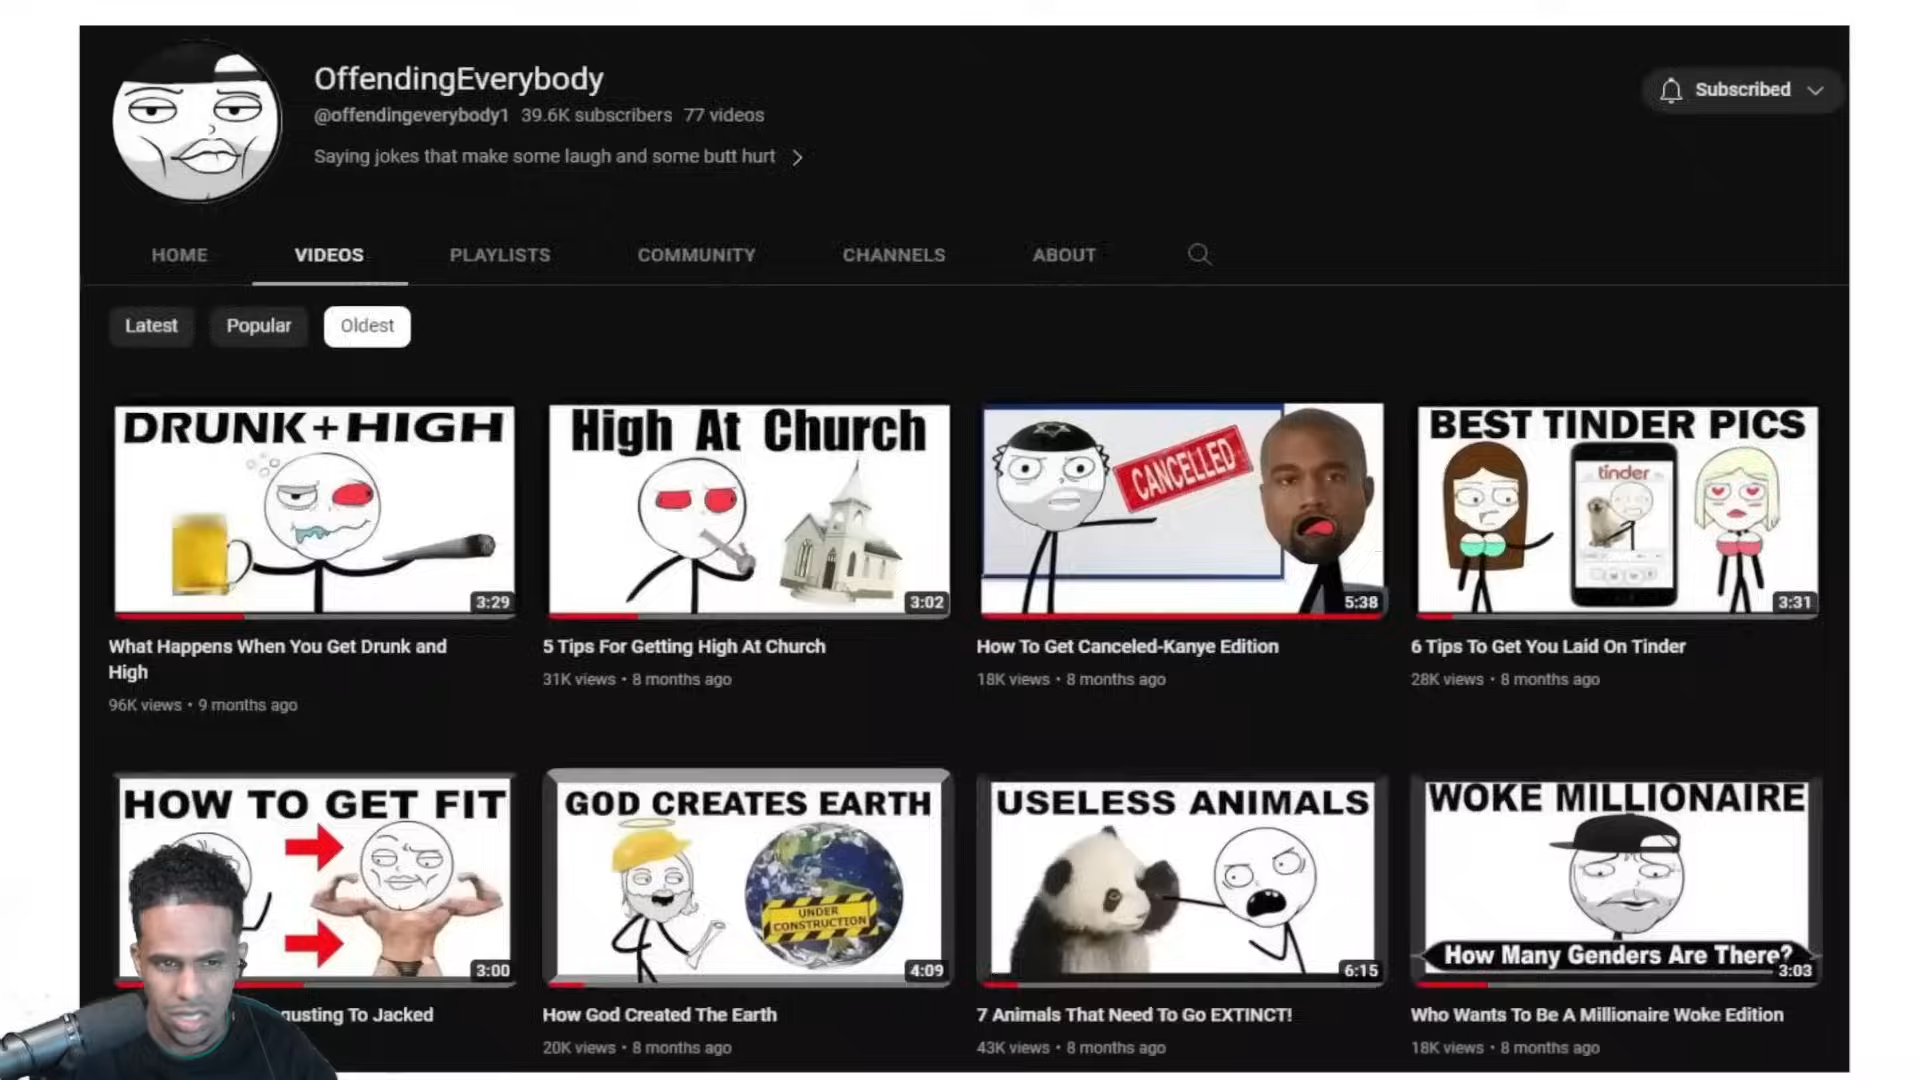 OffendingEverybody
@offendingeverybody1 39.6K subscribers 77 videos
Saying jokes that make some laugh and some butt hurt
Subscribed
HOME VIDEOS PLAYLISTS COMMUNITY CHANNELS ABOUT
Latest Popular Oldest
DRUNK+HIGH
3:29
What Happens When You Get Drunk and
High
96K views • 9 months ago
High At Church
3:02
5 Tips For Getting High At Church
31K views • 8 months ago
CANCELLED
5:38
How To Get Canceled-Kanye Edition
18K views • 8 months ago
BEST TINDER PICS
tinder
3:31
6 Tips To Get You Laid On Tinder
28K views • 8 months ago
HOW TO GET FIT
3:00
gusting To Jacked
GOD CREATES EARTH
UNDER
CONSTRUCTION
4:09
How God Created The Earth
20K views • 8 months ago
USELESS ANIMALS
6:15
7 Animals That Need To Go EXTINCT!
43K views • 8 months ago
WOKE MILLIONAIRE
How Many Genders Are There?
3:03
Who Wants To Be A Millionaire Woke Edition
18K views • 8 months ago